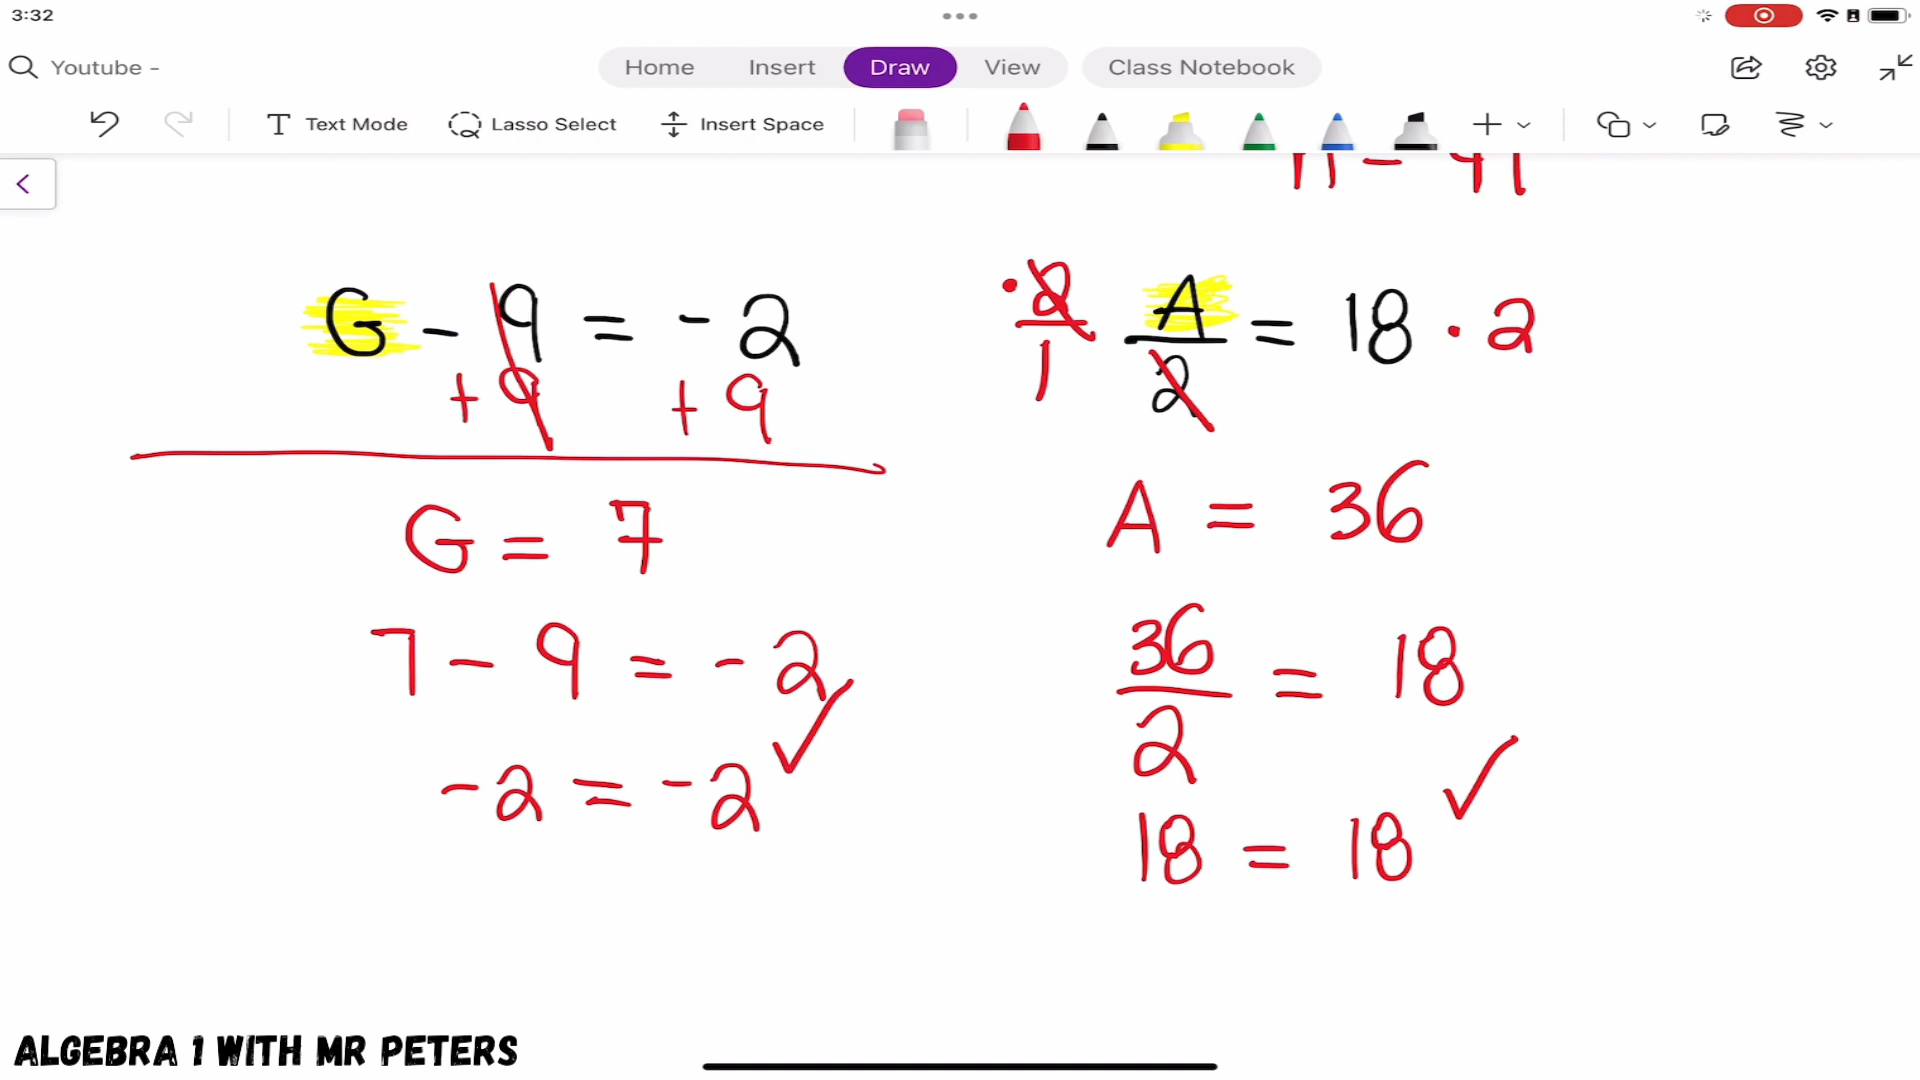 3:32
Youtube -
Home Insert Draw View Class Notebook
Text Mode Lasso Select Insert Space
G - 9 = -2
+ 9 + 9
G = 7
7 - 9 = -2
-2 = -2
· 2/1 A/2 = 18 · 2
A = 36
36/2 = 18
18 = 18
ALGEBRA 1 WITH MR PETERS